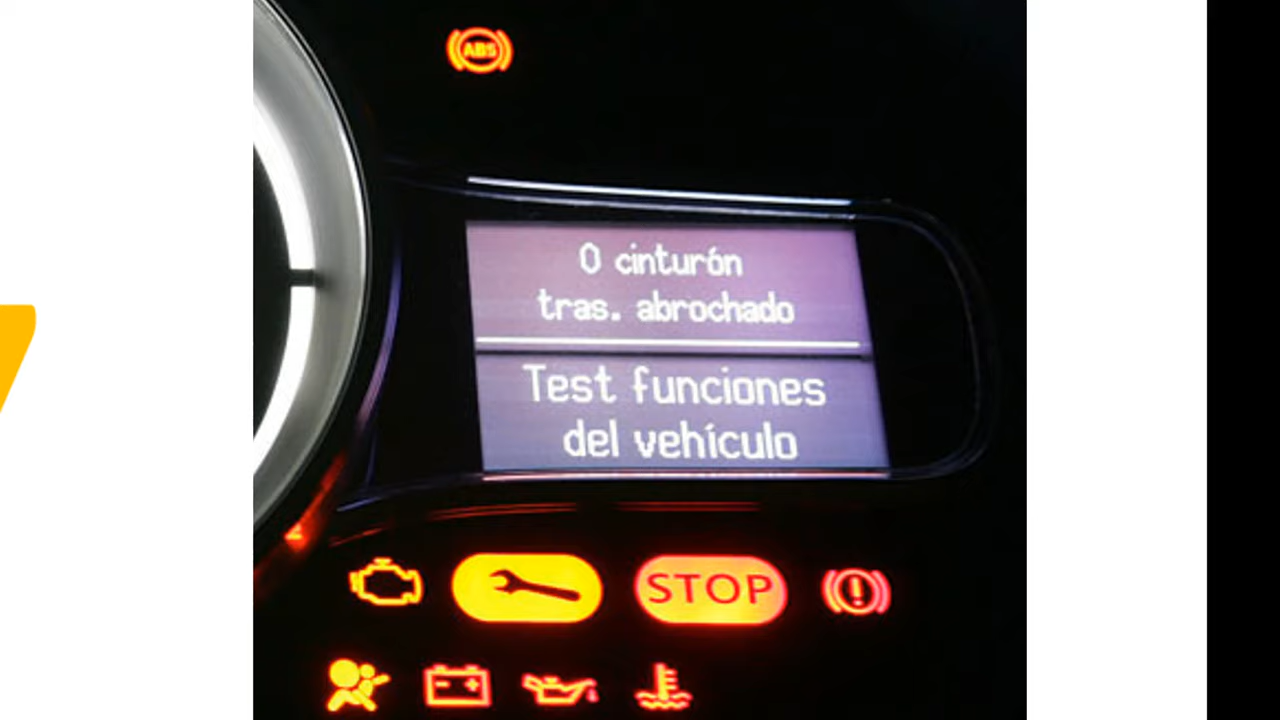 ABS
0 cinturón
tras. abrochado
Test funciones
del vehículo
STOP